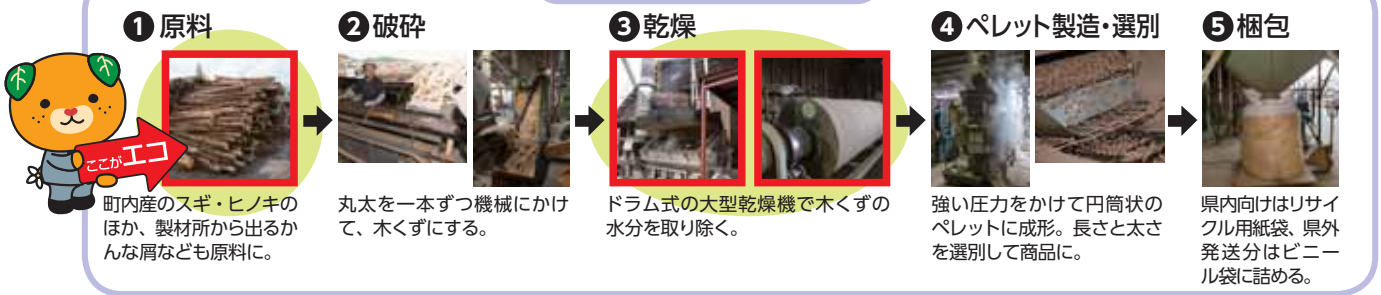 ❶原料
❷破砕
❸乾燥
❹ペレット製造・選別
❺梱包
ここがエコ
町内産のスギ・ヒノキの
ほか、製材所から出るか
んな屑なども原料に。
丸太を一本ずつ機械にかけ
て、木くずにする。
ドラム式の大型乾燥機で木くずの
水分を取り除く。
強い圧力をかけて円筒状の
ペレットに成形。長さと太さ
を選別して商品に。
県内向けはリサイ
クル用紙袋、県外
発送分はビニー
ル袋に詰める。